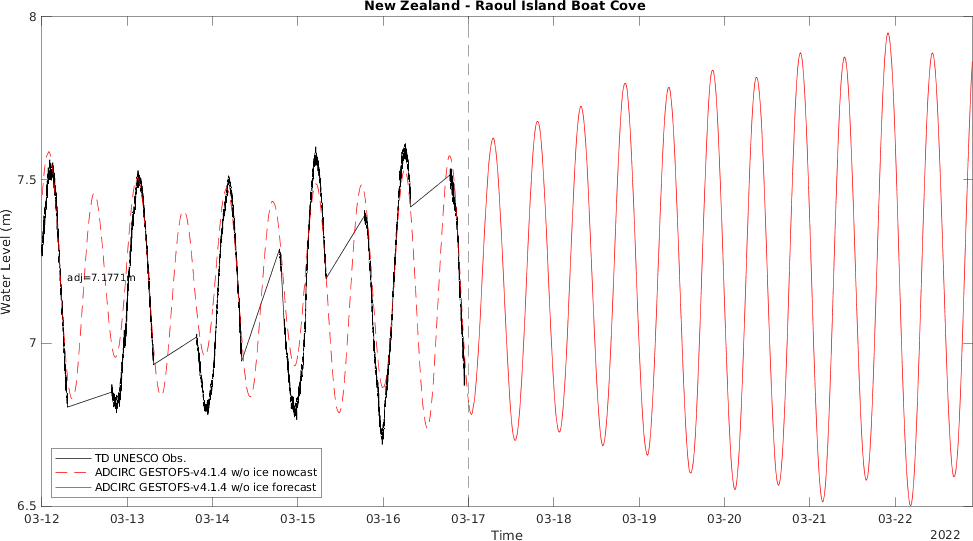 New Zealand - Raoul Island Boat Cove
8
7.5
7
6.5
Water Level (m)
adj=7.1771m
TD UNESCO Obs.
ADCIRC GESTOFS-v4.1.4 w/o ice nowcast
ADCIRC GESTOFS-v4.1.4 w/o ice forecast
03-12 03-13 03-14 03-15 03-16 03-17 03-18 03-19 03-20 03-21 03-22
Time
2022